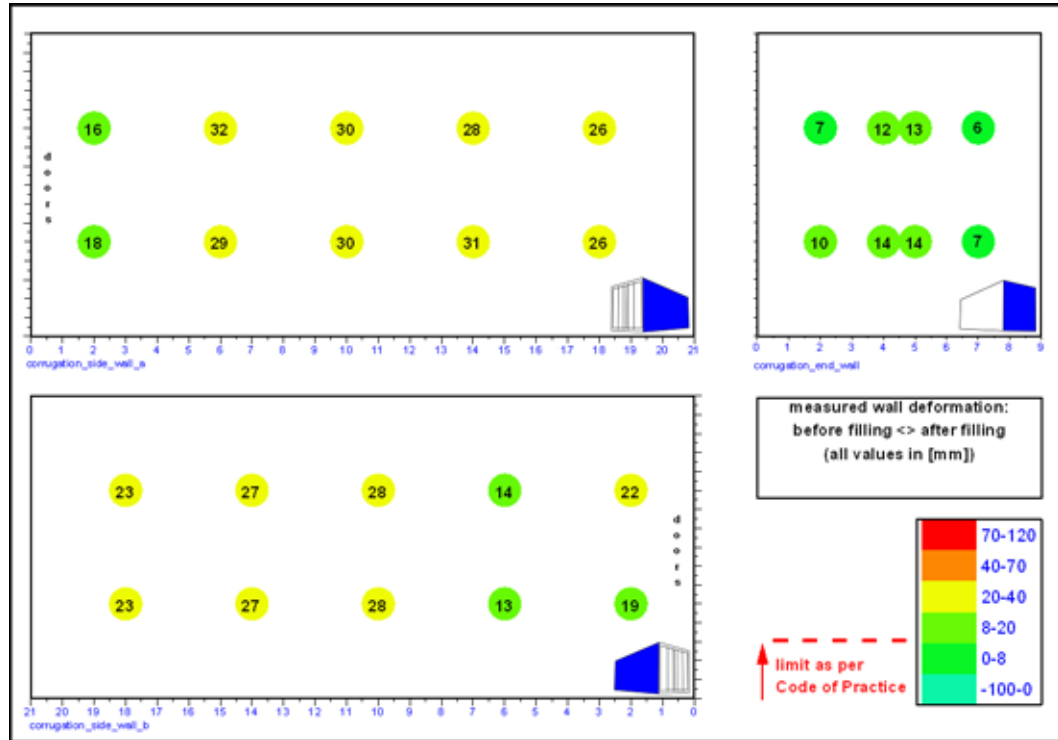 16 32 30 28 26
doors
18 29 30 31 26
0 1 2 3 4 5 6 7 8 9 10 11 12 13 14 15 16 17 18 19 20 21
corrugation_side_wall_a
7 12 13 6
10 14 14 7
0 1 2 3 4 5 6 7 8 9
corrugation_end_wall
23 27 28 14 22
doors
23 27 28 13 19
21 20 19 18 17 16 15 14 13 12 11 10 9 8 7 6 5 4 3 2 1 0
corrugation_side_wall_b
measured wall deformation:
before filling <> after filling
(all values in [mm])
70-120
40-70
20-40
8-20
0-8
-100-0
limit as per
Code of Practice